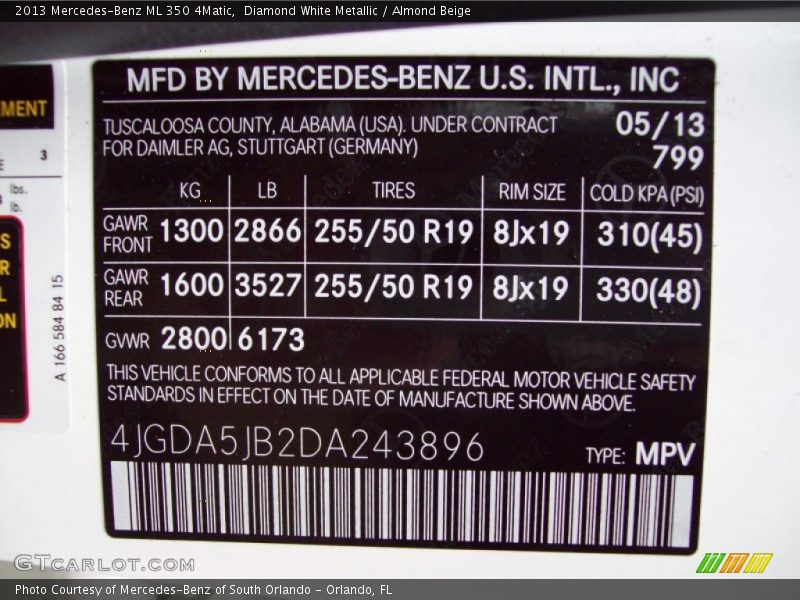 2013 Mercedes-Benz ML 350 4Matic,  Diamond White Metallic / Almond Beige
MENT
3
lbs.
lb.
S
R
L
ON
A 166 584 84 15
MFD BY MERCEDES-BENZ U.S. INTL., INC
TUSCALOOSA COUNTY, ALABAMA (USA). UNDER CONTRACT 05/13
FOR DAIMLER AG, STUTTGART (GERMANY) 799
KG LB TIRES RIM SIZE COLD KPA (PSI)
GAWR FRONT 1300 2866 255/50 R19 8Jx19 310(45)
GAWR REAR 1600 3527 255/50 R19 8Jx19 330(48)
GVWR 2800 6173
THIS VEHICLE CONFORMS TO ALL APPLICABLE FEDERAL MOTOR VEHICLE SAFETY
STANDARDS IN EFFECT ON THE DATE OF MANUFACTURE SHOWN ABOVE.
4JGDA5JB2DA243896 TYPE: MPV
GTCARLOT.COM
Photo Courtesy of Mercedes-Benz of South Orlando - Orlando, FL